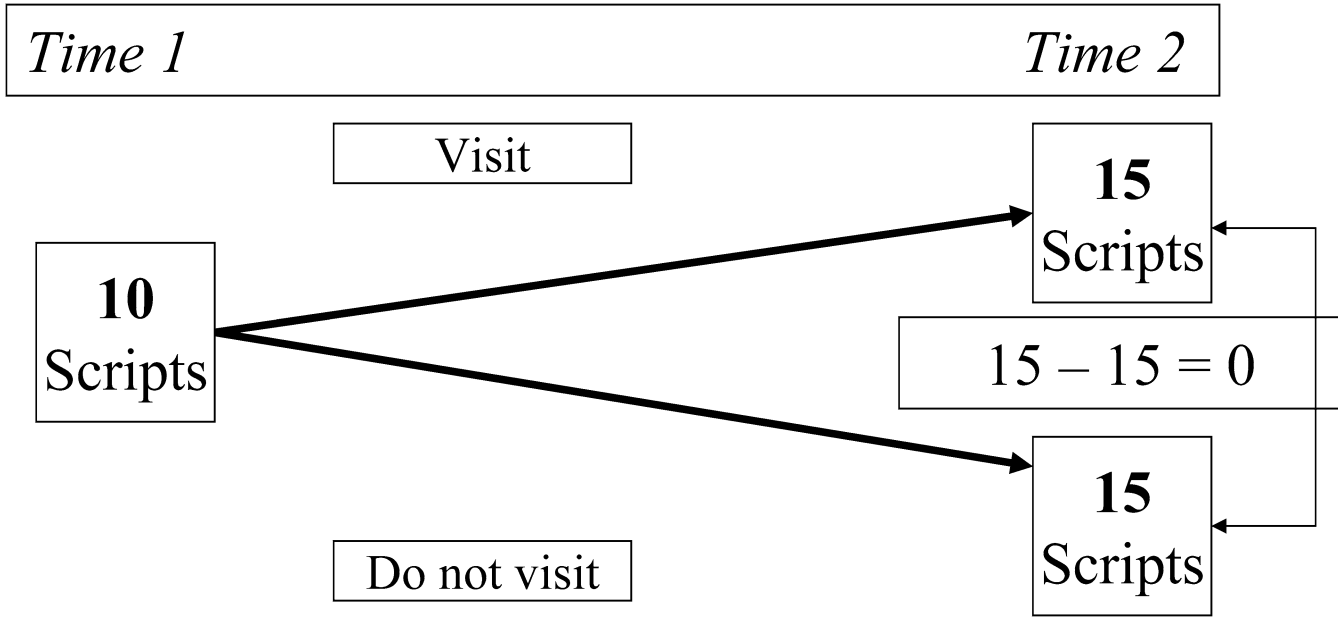 Time 1
Time 2
Visit
15
Scripts
10
Scripts
15 – 15 = 0
15
Scripts
Do not visit